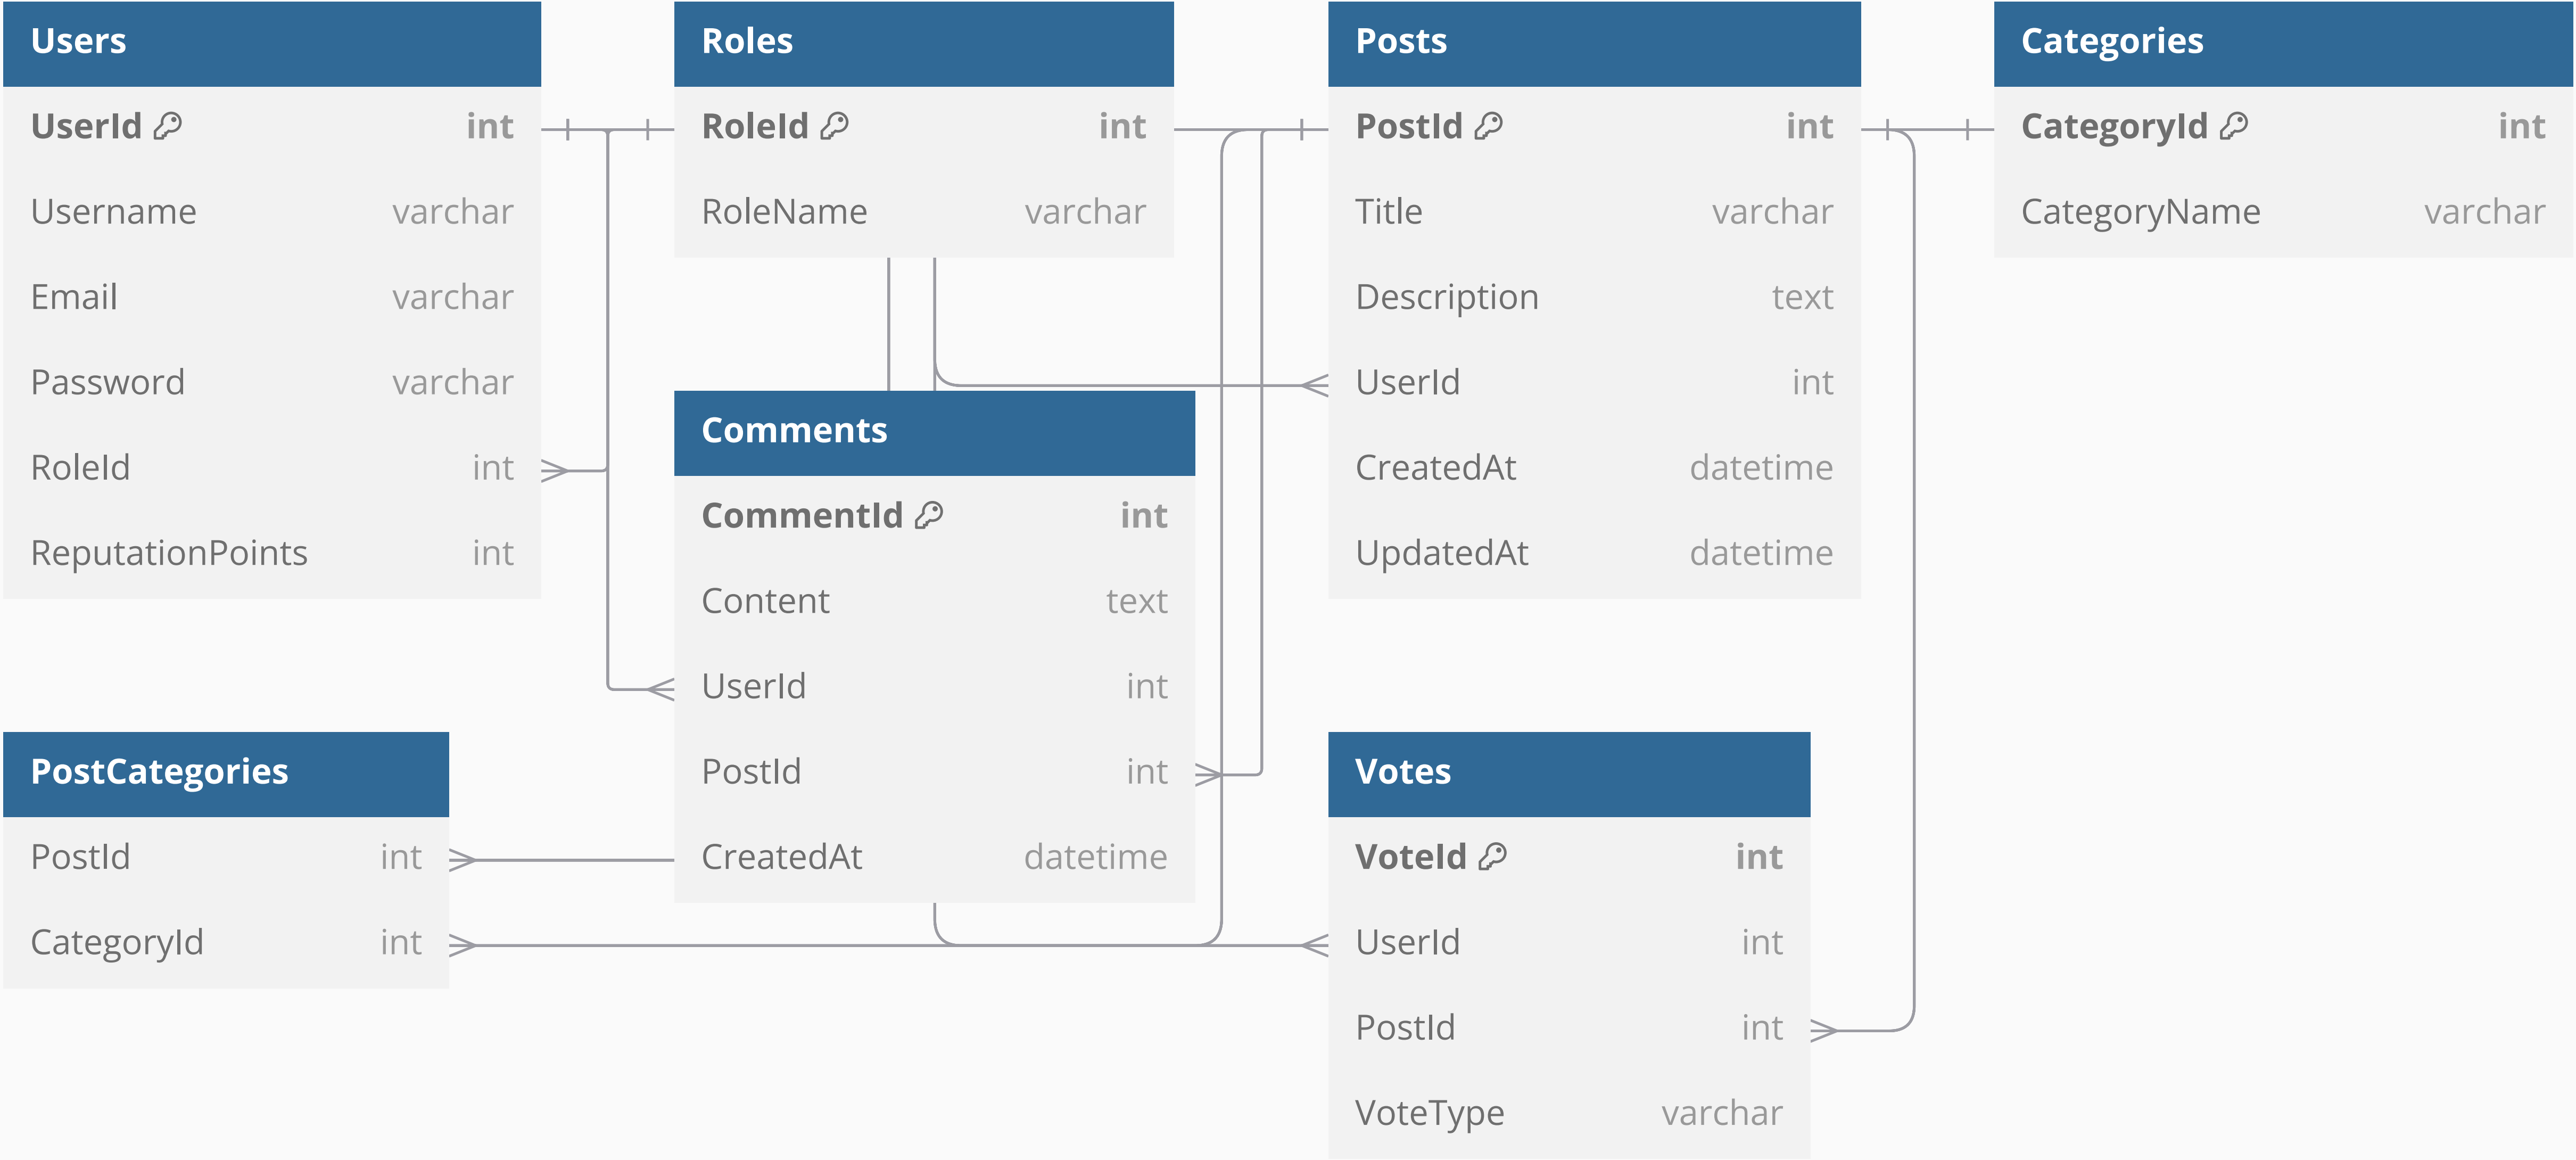 Users
UserId int
Username varchar
Email varchar
Password varchar
RoleId int
ReputationPoints int
Roles
RoleId int
RoleName varchar
Posts
PostId int
Title varchar
Description text
UserId int
CreatedAt datetime
UpdatedAt datetime
Categories
CategoryId int
CategoryName varchar
Comments
CommentId int
Content text
UserId int
PostId int
CreatedAt datetime
PostCategories
PostId int
CategoryId int
Votes
VoteId int
UserId int
PostId int
VoteType varchar